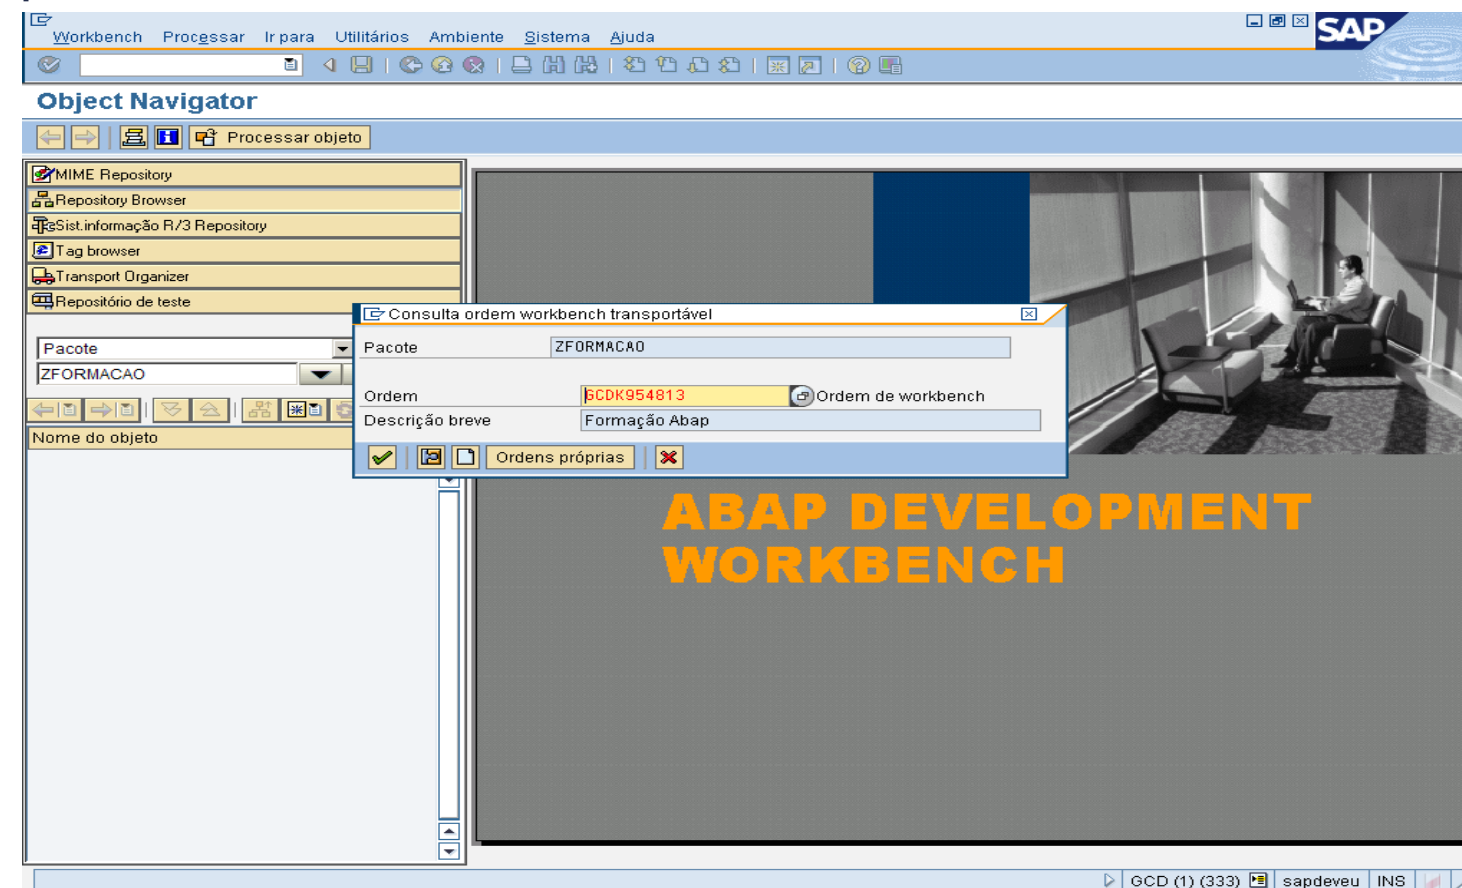 Workbench Processar Ir para Utilitários Ambiente Sistema Ajuda
SAP
Object Navigator
Processar objeto
MIME Repository
Repository Browser
Sist.informação R/3 Repository
Tag browser
Transport Organizer
Repositório de teste
Pacote
ZFORMACAO
Nome do objeto
Consulta ordem workbench transportável
Pacote ZFORMACAO
Ordem GCDK954813 Ordem de workbench
Descrição breve Formação Abap
Ordens próprias
ABAP DEVELOPMENT
WORKBENCH
GCD (1) (333) sapdeveu INS